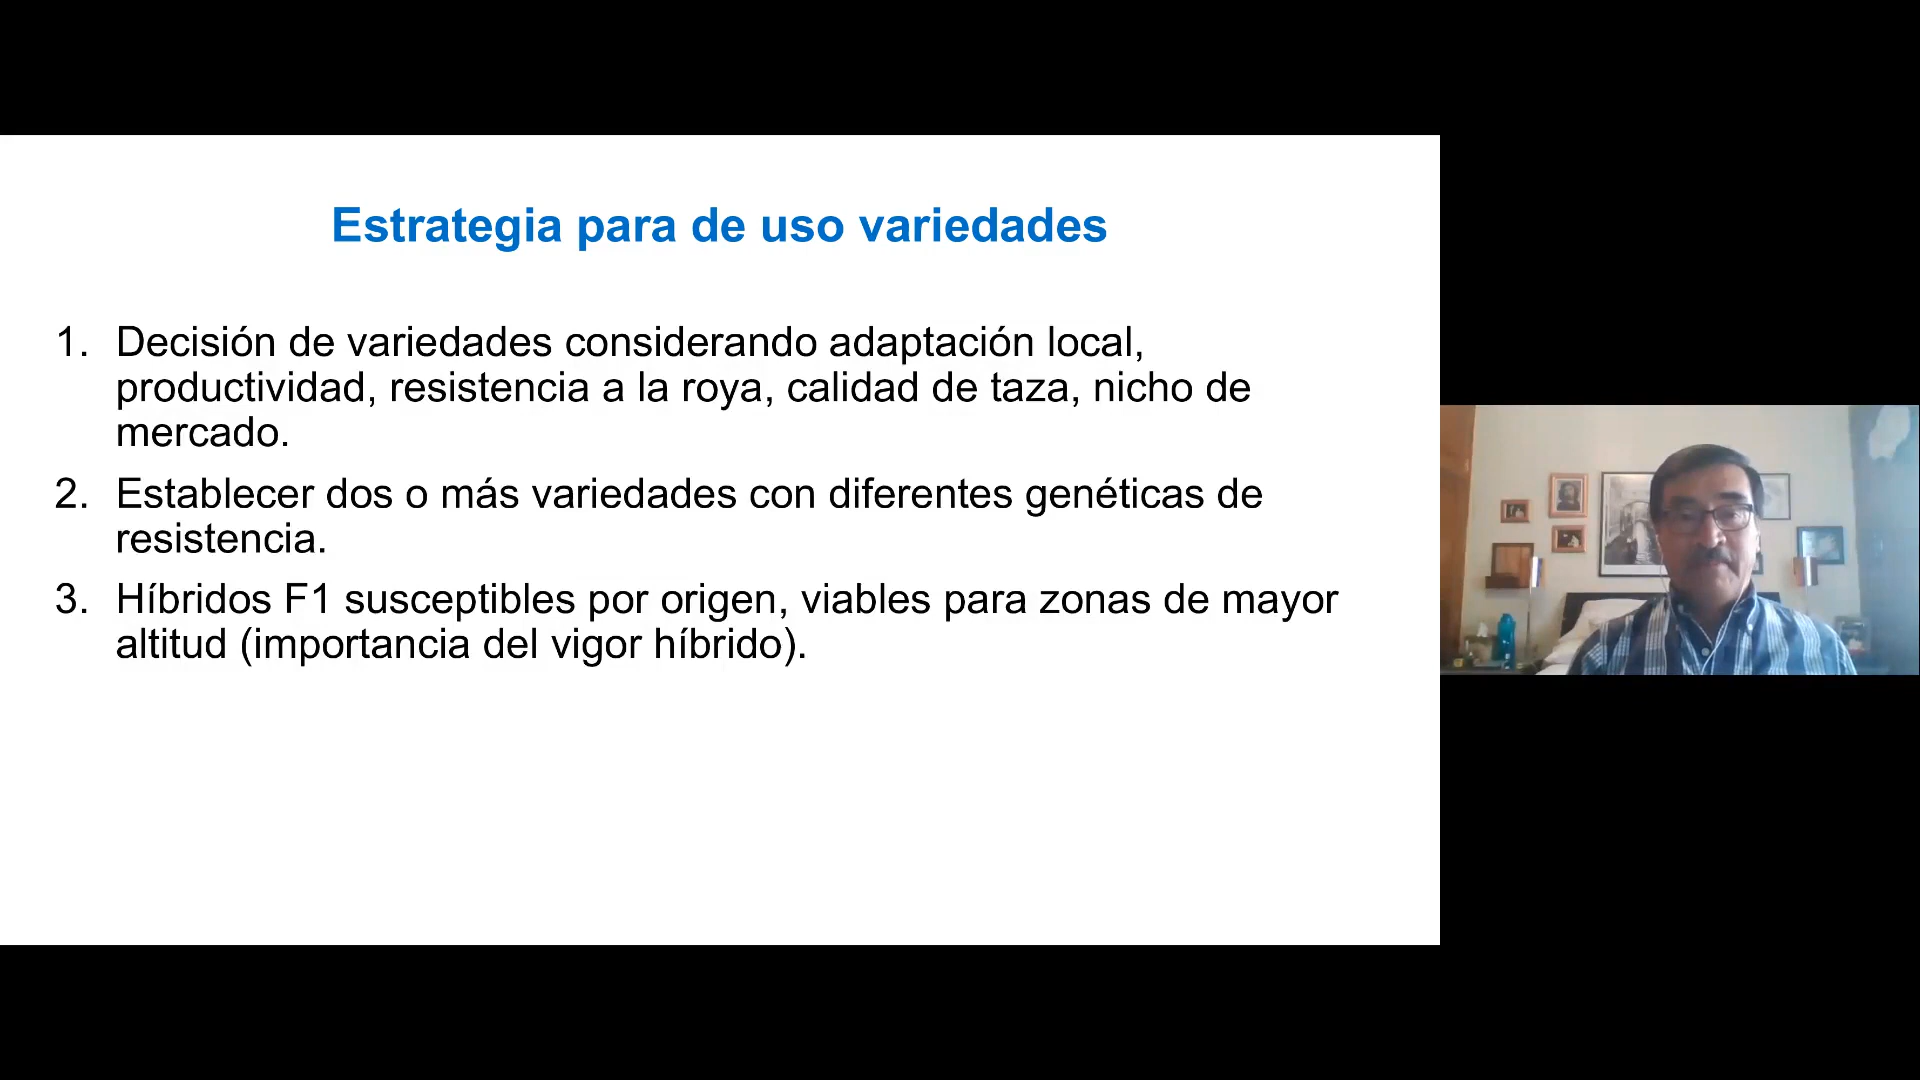 Estrategia para de uso variedades
1. Decisión de variedades considerando adaptación local,
productividad, resistencia a la roya, calidad de taza, nicho de
mercado.
2. Establecer dos o más variedades con diferentes genéticas de
resistencia.
3. Híbridos F1 susceptibles por origen, viables para zonas de mayor
altitud (importancia del vigor híbrido).